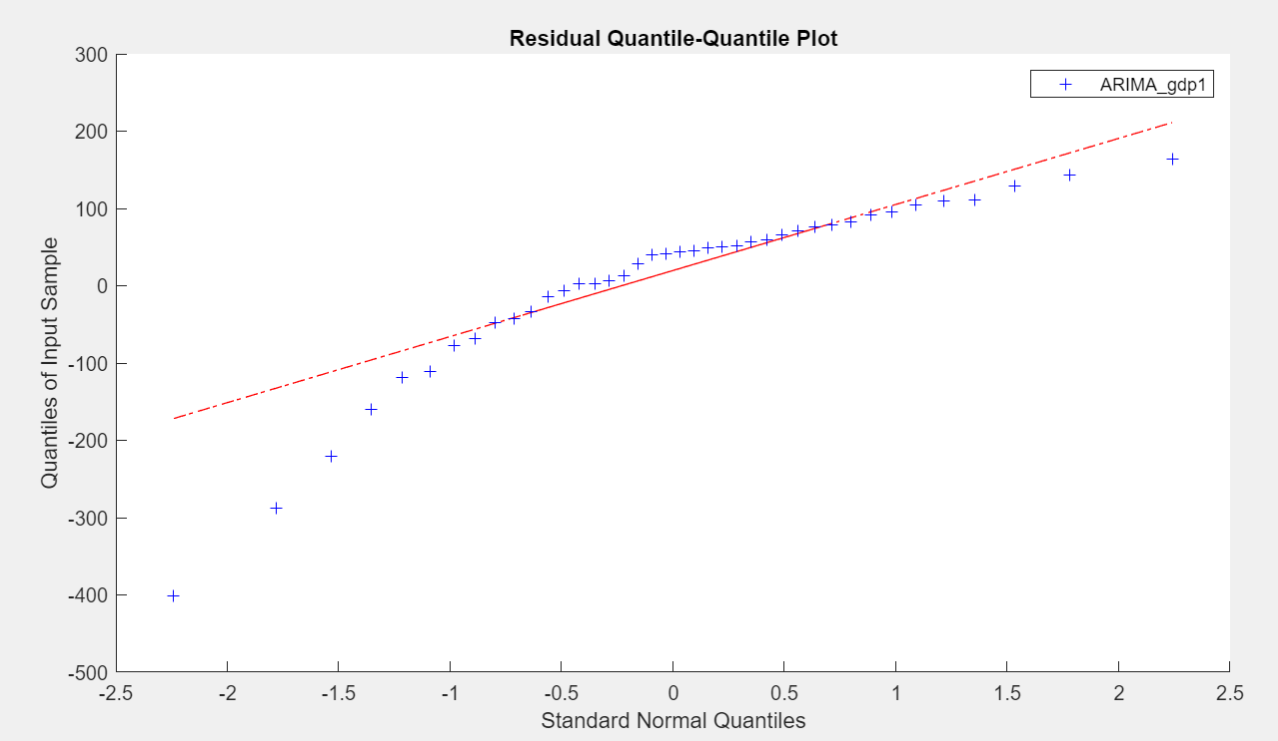 Residual Quantile-Quantile Plot
ARIMA_gdp1
300
200
100
0
-100
-200
-300
-400
-500
Quantiles of Input Sample
-2.5 -2 -1.5 -1 -0.5 0 0.5 1 1.5 2 2.5
Standard Normal Quantiles